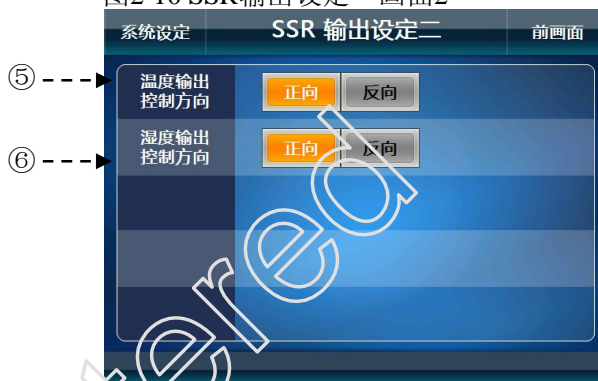 图2-10 SSR输出设定一画面2
系统设定
SSR 输出设定二
前画面
⑤
温度输出
控制方向
正向
反向
⑥
湿度输出
控制方向
正向
反向
ered